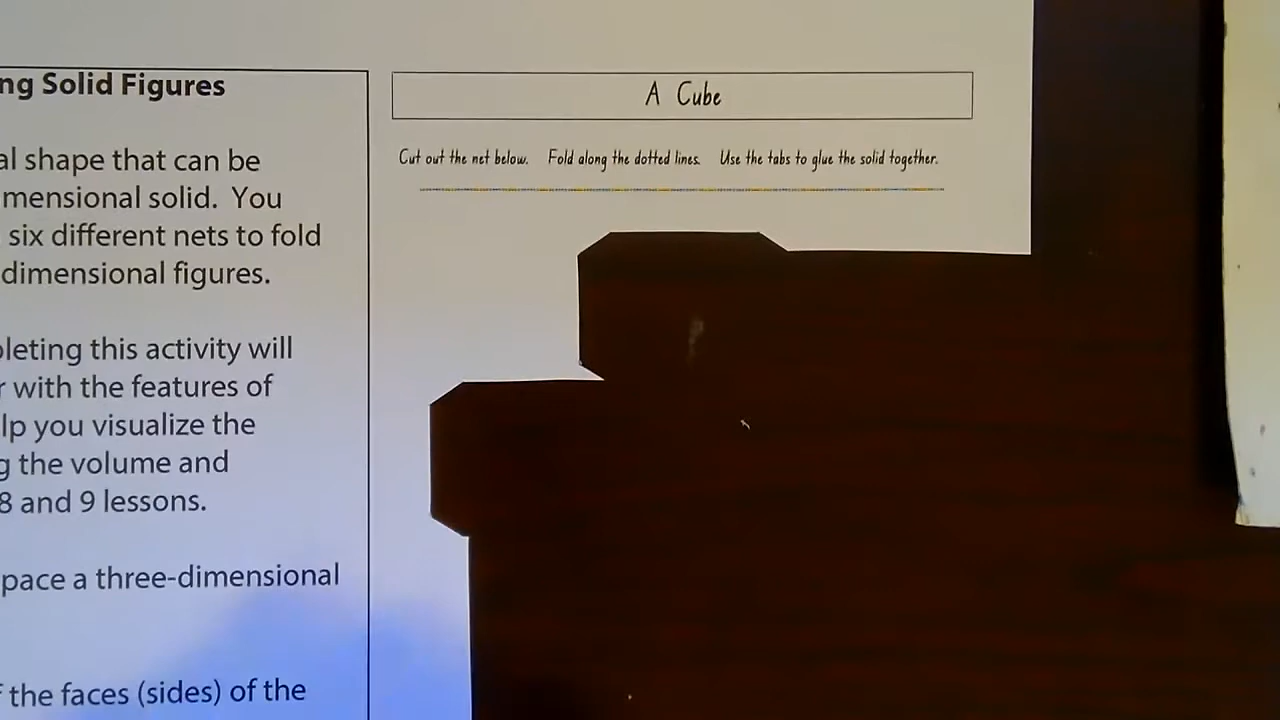 ng Solid Figures
al shape that can be
mensional solid. You
six different nets to fold
dimensional figures.
leting this activity will
with the features of
lp you visualize the
g the volume and
8 and 9 lessons.
pace a three-dimensional
the faces (sides) of the
A Cube
Cut out the net below. Fold along the dotted lines. Use the tabs to glue the solid together.